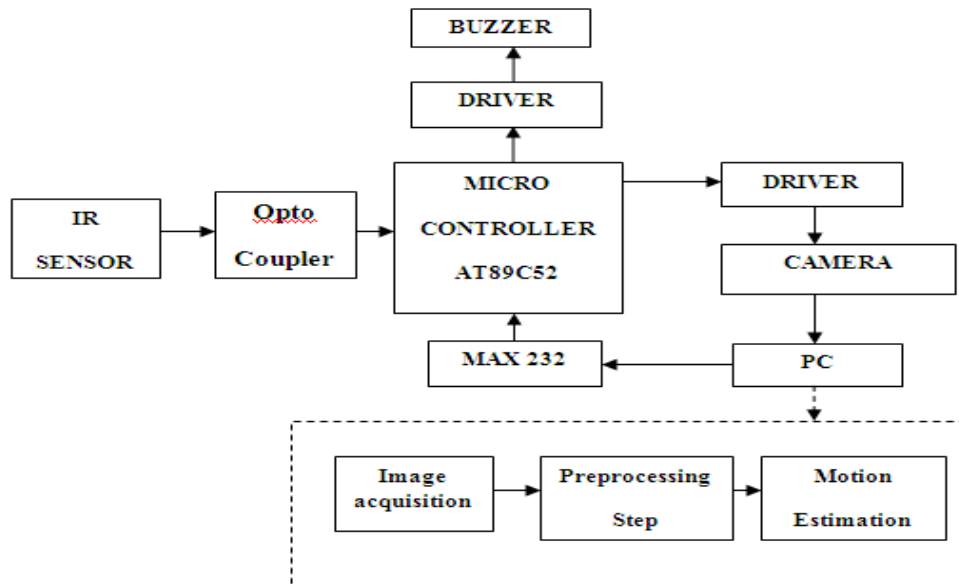 BUZZER
DRIVER
MICRO
CONTROLLER
AT89C52
DRIVER
IR
SENSOR
Opto
Coupler
CAMERA
MAX 232
PC
Image
acquisition
Preprocessing
Step
Motion
Estimation